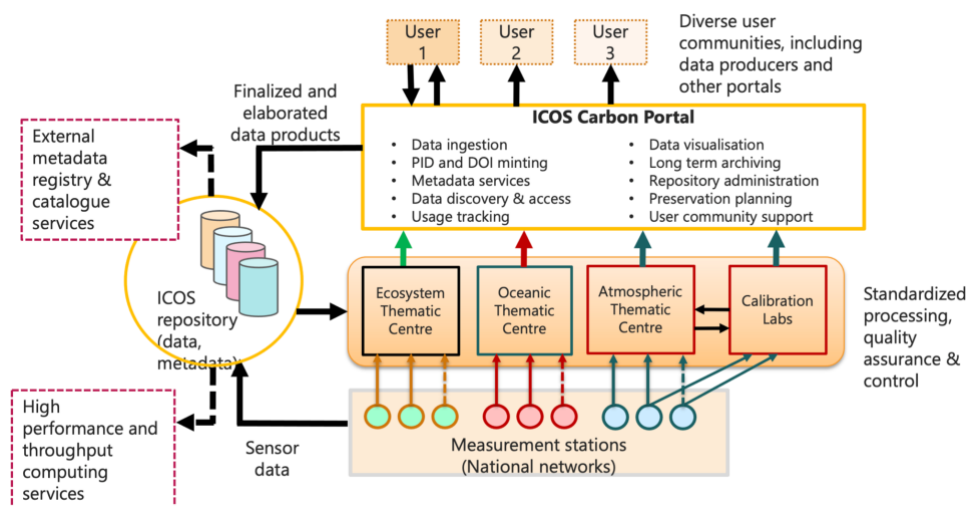 User
1
User
2
User
3
Diverse user
communities, including
data producers and
other portals
Finalized and
elaborated
data products
ICOS Carbon Portal
• Data ingestion
• PID and DOI minting
• Metadata services
• Data discovery & access
• Usage tracking
• Data visualisation
• Long term archiving
• Repository administration
• Preservation planning
• User community support
External
metadata
registry &
catalogue
services
ICOS
repository
(data,
metadata)
Ecosystem
Thematic
Centre
Oceanic
Thematic
Centre
Atmospheric
Thematic
Centre
Calibration
Labs
Standardized
processing,
quality
assurance &
control
High
performance and
throughput
computing
services
Sensor
data
Measurement stations
(National networks)